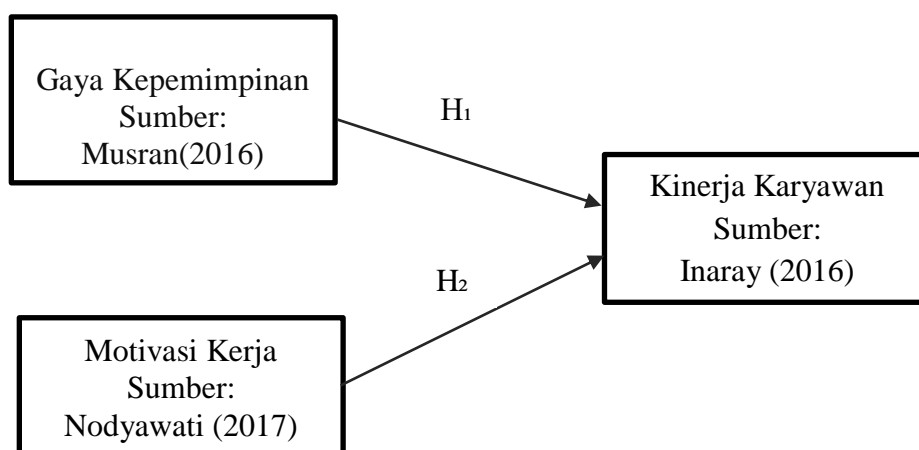 Gaya Kepemimpinan
Sumber:
Musran(2016)
H₁
Kinerja Karyawan
Sumber:
Inaray (2016)
H₂
Motivasi Kerja
Sumber:
Nodyawati (2017)